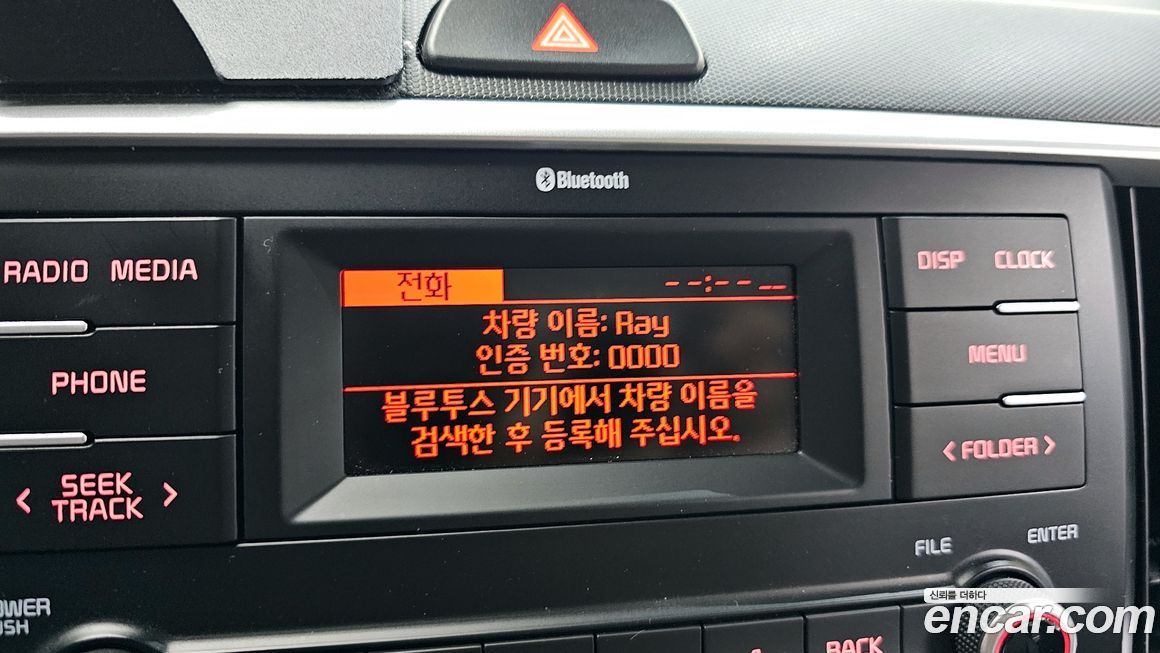 Bluetooth
RADIO MEDIA
DISP CLOCK
전화 --:-- --
차량 이름: Ray
인증 번호: 0000
블루투스 기기에서 차량 이름을
검색한 후 등록해 주십시오.
PHONE
MENU
< SEEK TRACK >
< FOLDER >
FILE
ENTER
신뢰를 더하다
encar.com
BACK